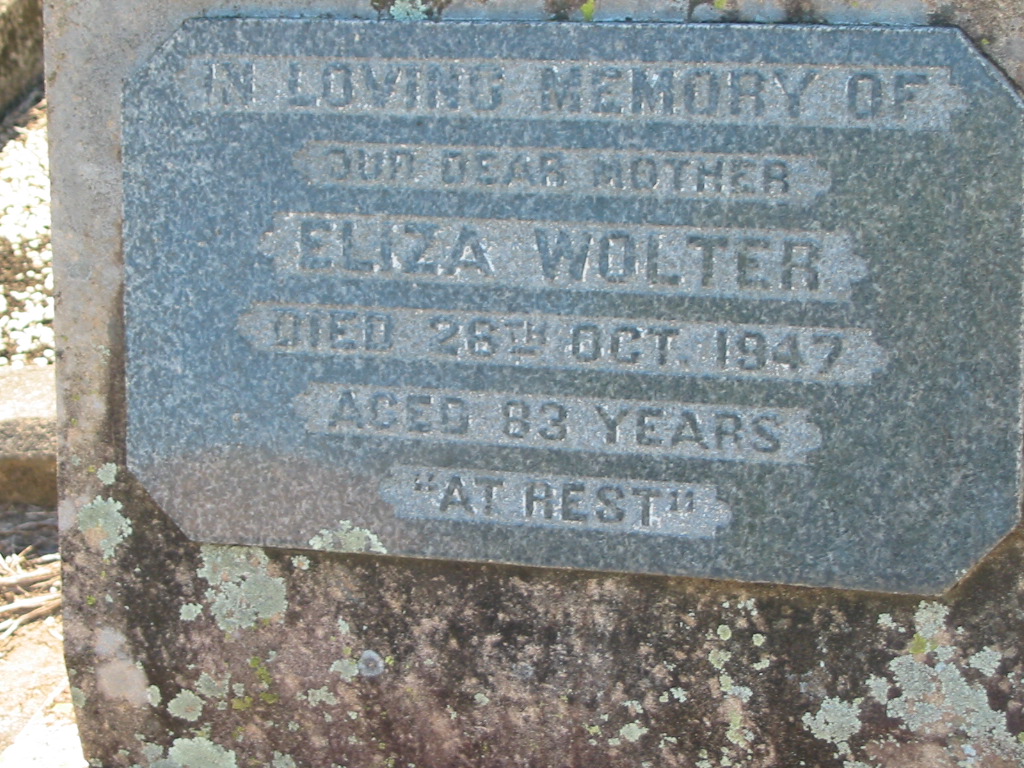 IN LOVING MEMORY OF
OUR DEAR MOTHER
ELIZA WOLTER
DIED 26TH OCT. 1947
AGED 83 YEARS
"AT REST"